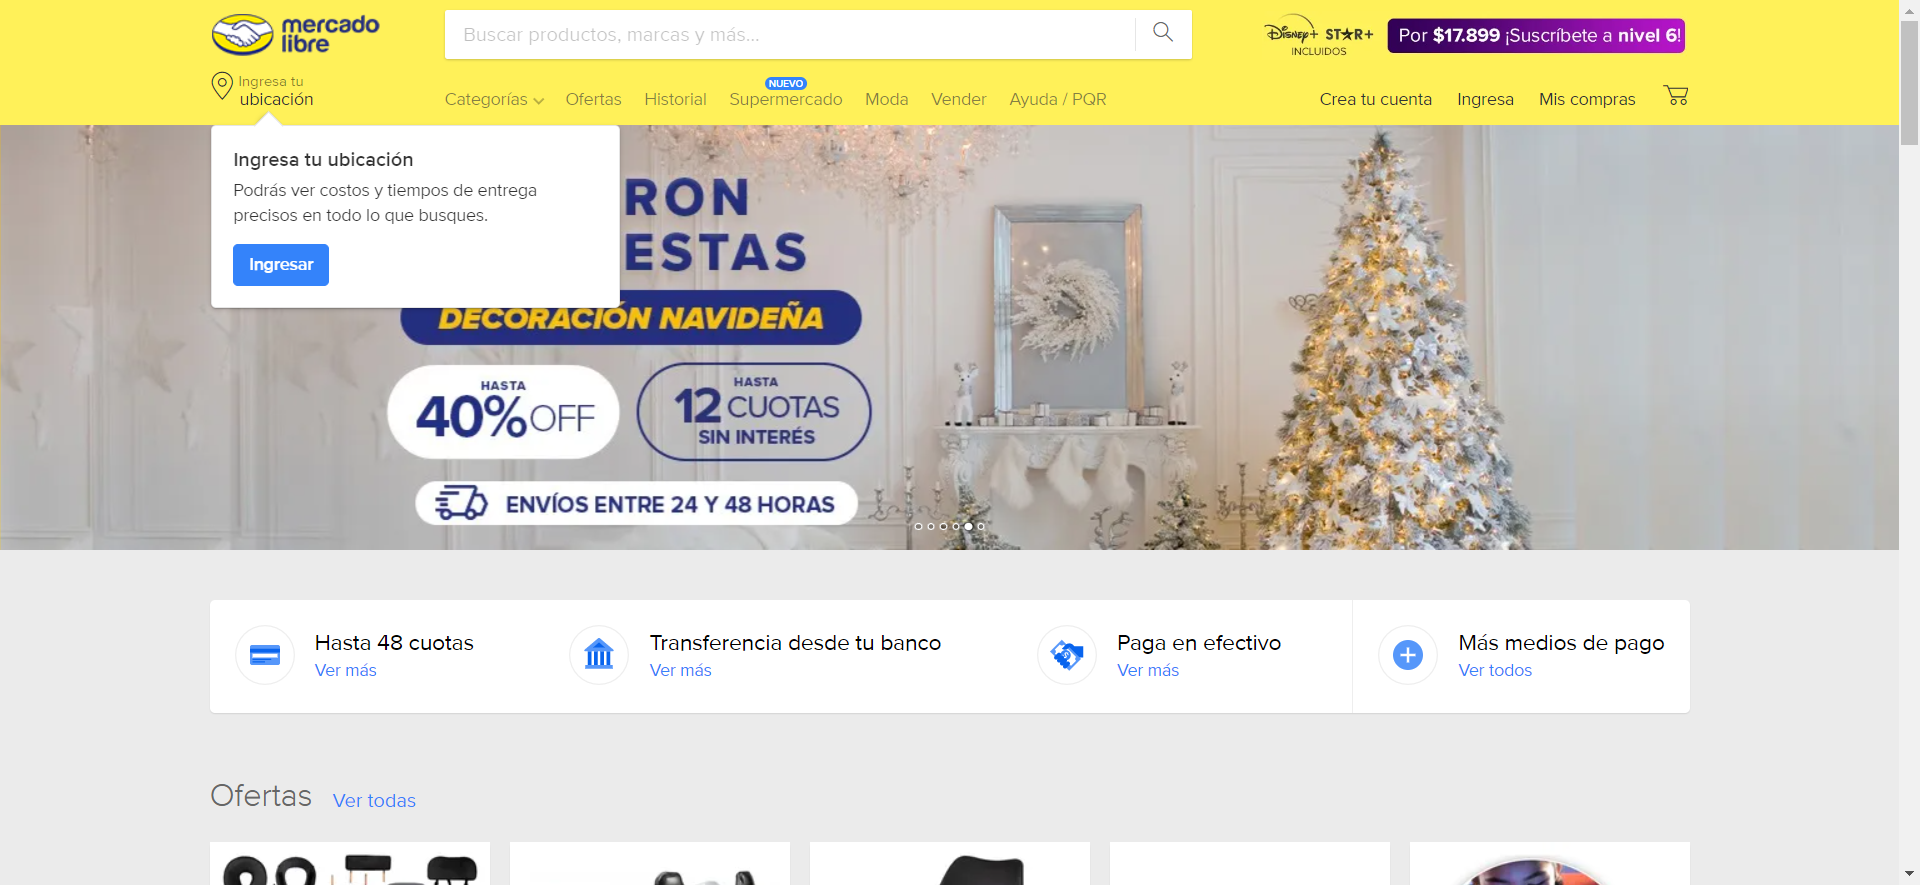 mercado
libre
Buscar productos, marcas y más...
Disney+ STAR+
INCLUIDOS
Por $17.899 ¡Suscríbete a nivel 6!
Ingresa tu
ubicación
Categorías
Ofertas
Historial
NUEVO
Supermercado
Moda
Vender
Ayuda / PQR
Crea tu cuenta
Ingresa
Mis compras
Ingresa tu ubicación
Podrás ver costos y tiempos de entrega
precisos en todo lo que busques.
Ingresar
RON
ESTAS
DECORACIÓN NAVIDEÑA
HASTA
40% OFF
HASTA
12 CUOTAS
SIN INTERÉS
ENVÍOS ENTRE 24 Y 48 HORAS
Hasta 48 cuotas
Ver más
Transferencia desde tu banco
Ver más
Paga en efectivo
Ver más
Más medios de pago
Ver todos
Ofertas
Ver todas